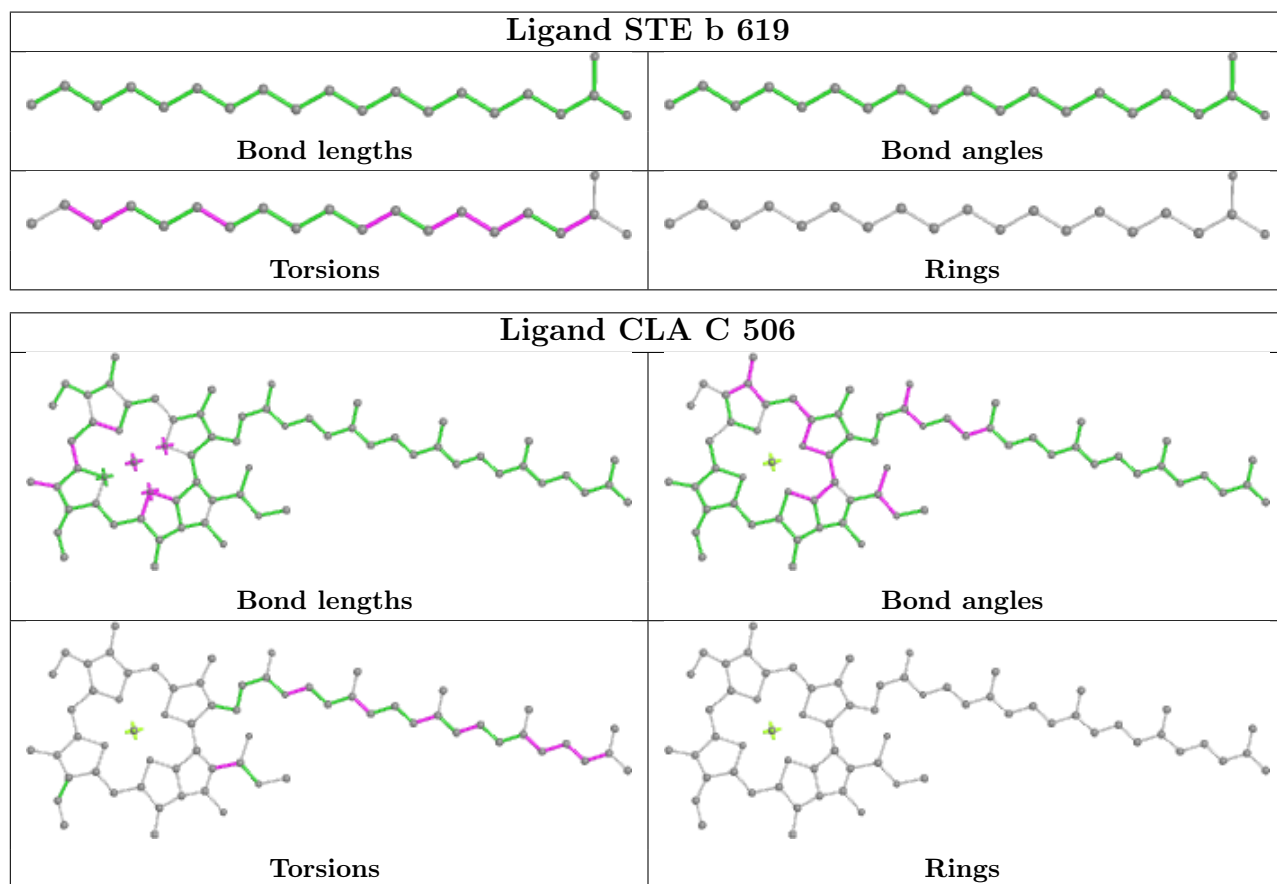 Ligand STE b 619
Bond lengths
Bond angles
Torsions
Rings
Ligand CLA C 506
Bond lengths
Bond angles
Torsions
Rings